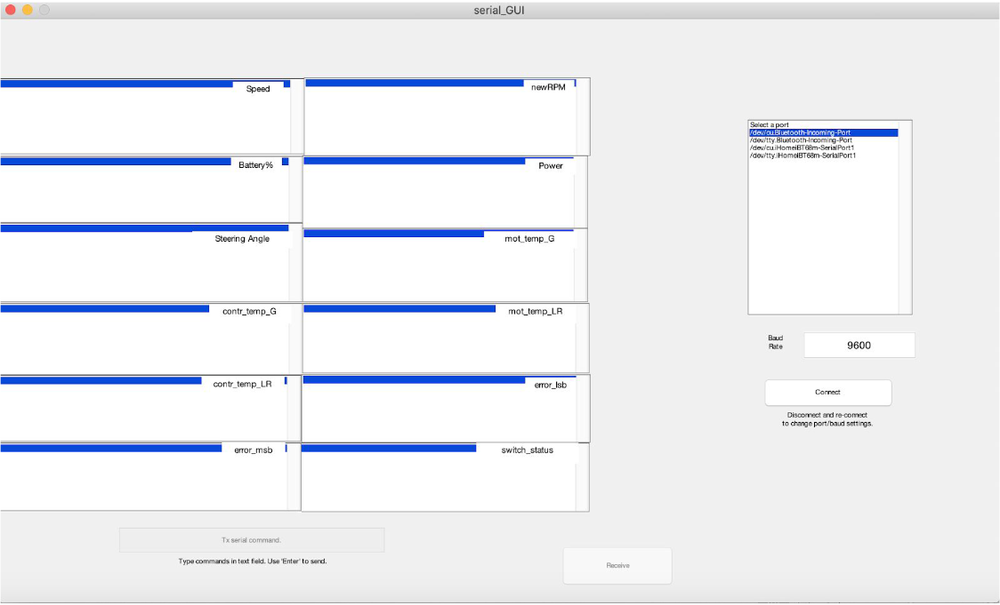 serial_GUI
Speed
newRPM
Battery%
Power
Steering Angle
mot_temp_G
contr_temp_G
mot_temp_LR
contr_temp_LR
error_lsb
error_msb
switch_status
Tx serial command.
Type commands in text field. Use 'Enter' to send.
Receive
Select a port
/dev/cu.Bluetooth-Incoming-Port
/dev/tty.Bluetooth-Incoming-Port
/dev/cu.iHomeiBT68m-SerialPort1
/dev/tty.iHomeiBT68m-SerialPort1
Baud
Rate
9600
Connect
Disconnect and re-connect
to change port/baud settings.